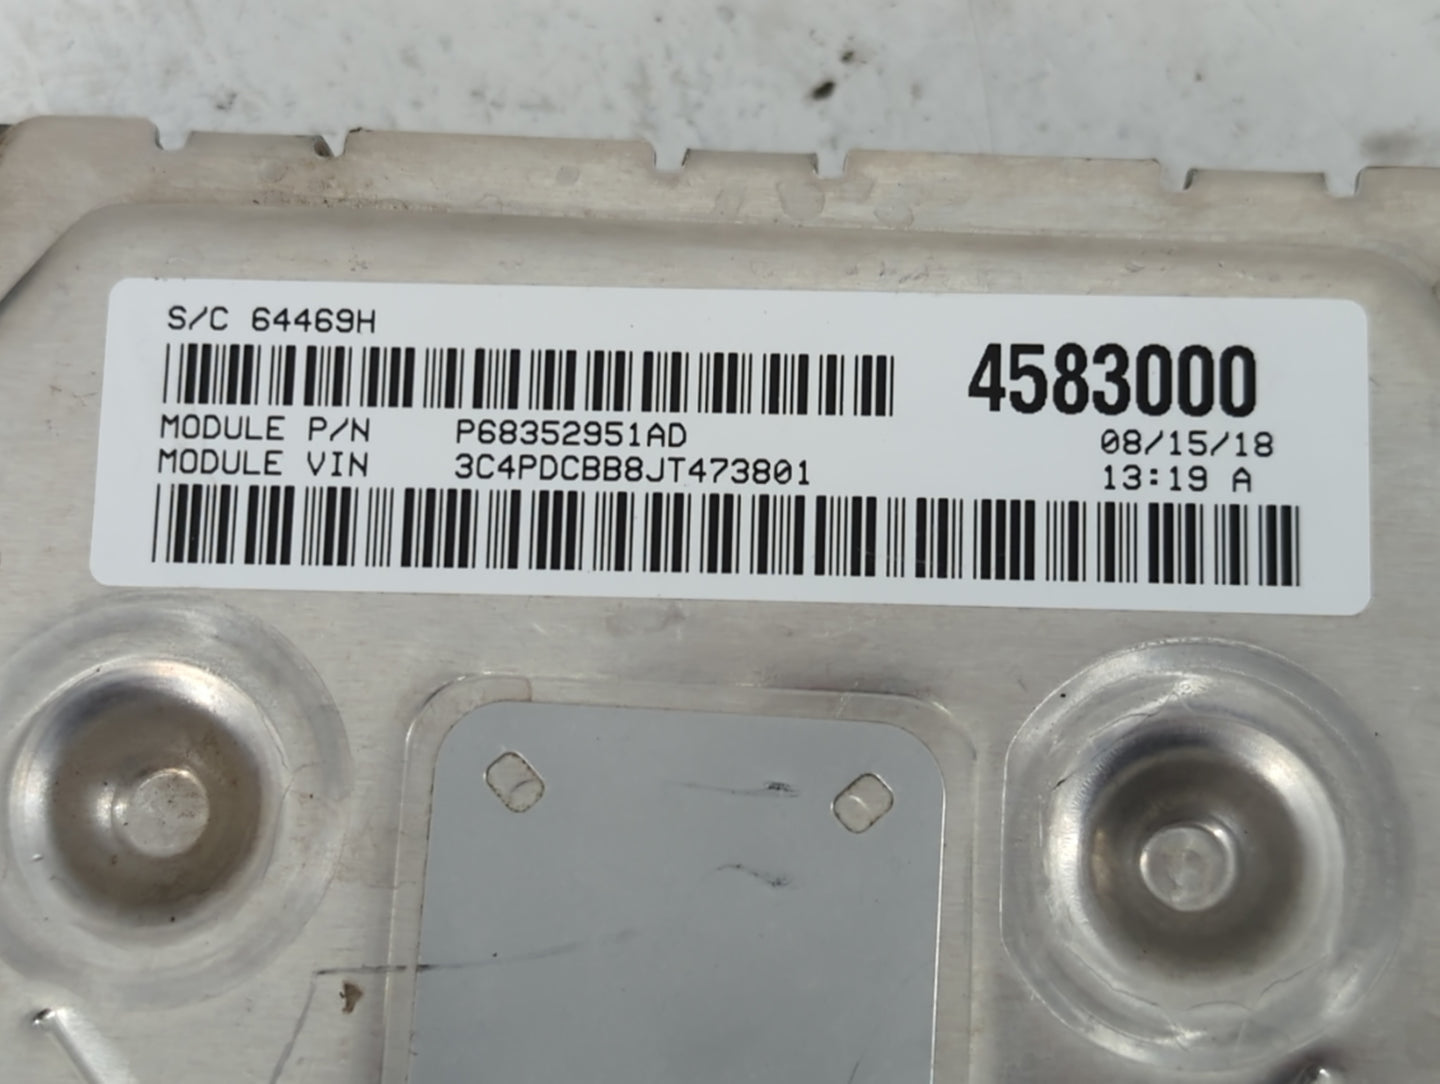 S/C 64469H
4583000
MODULE P/N P68352951AD 08/15/18
MODULE VIN 3C4PDCBB8JT473801 13:19 A